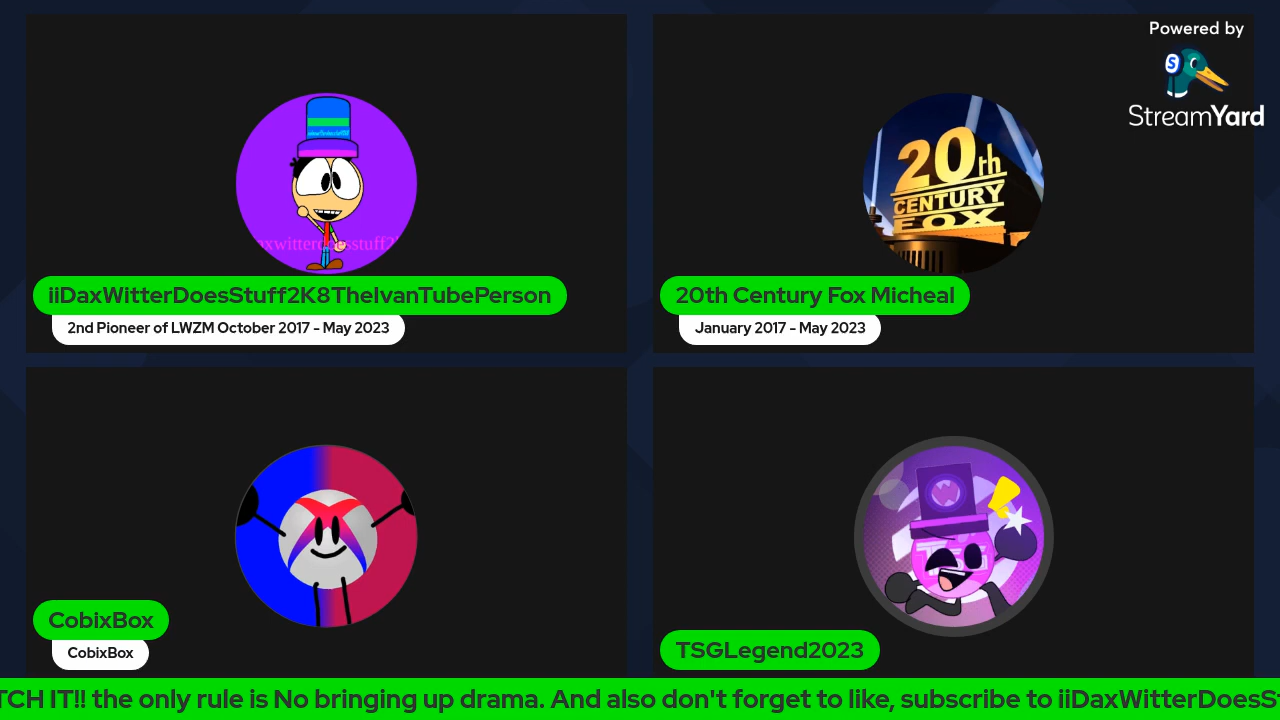 Powered by
S
StreamYard
20th
CENTURY
FOX
iiDaxWitterDoesStuff2K8TheIvanTubePerson
2nd Pioneer of LWZM October 2017 - May 2023
20th Century Fox Micheal
January 2017 - May 2023
TSG
CobixBox
CobixBox
TSGLegend2023
TCH IT!! the only rule is No bringing up drama. And also don't forget to like, subscribe to iiDaxWitterDoesSt